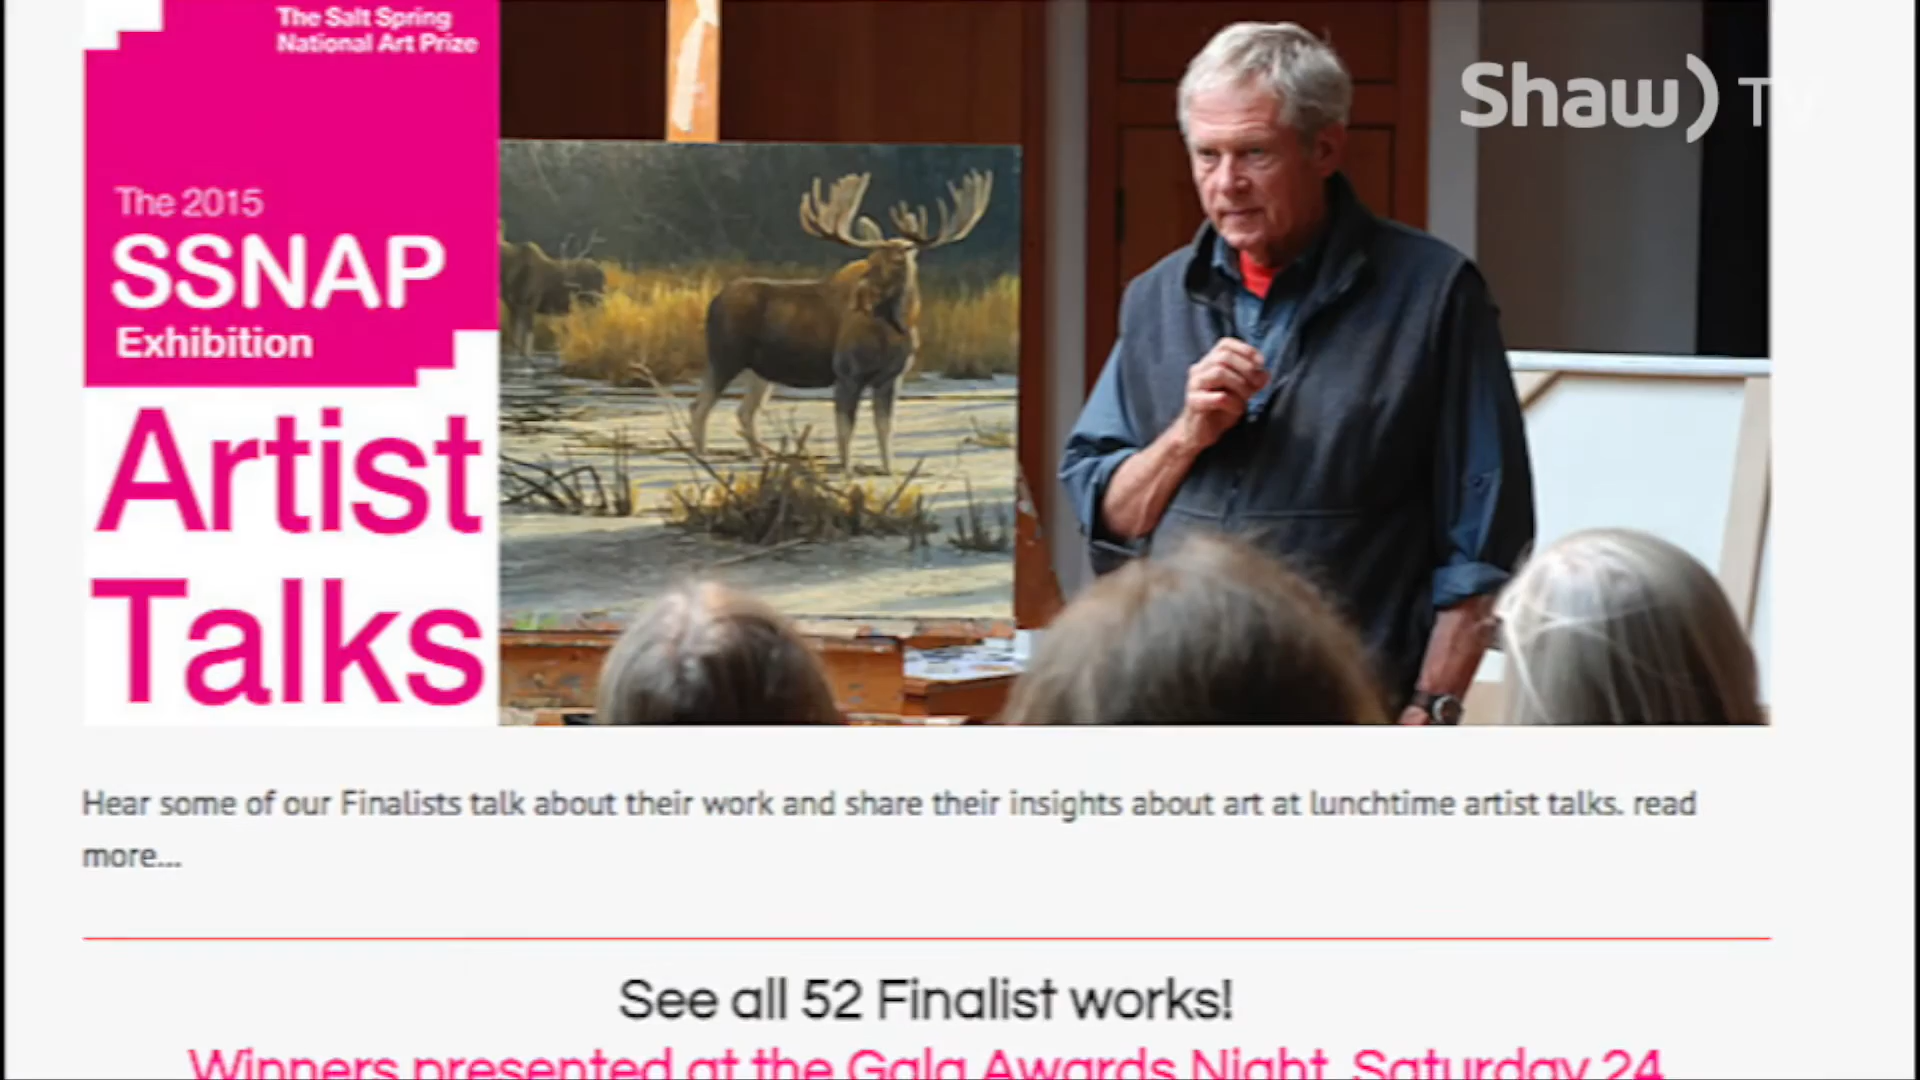 The Salt Spring
National Art Prize
Shaw) TV
The 2015
SSNAP
Exhibition
Artist
Talks
Hear some of our Finalists talk about their work and share their insights about art at lunchtime artist talks. read
more...
See all 52 Finalist works!
Winners presented at the Gala Awards Night, Saturday 24